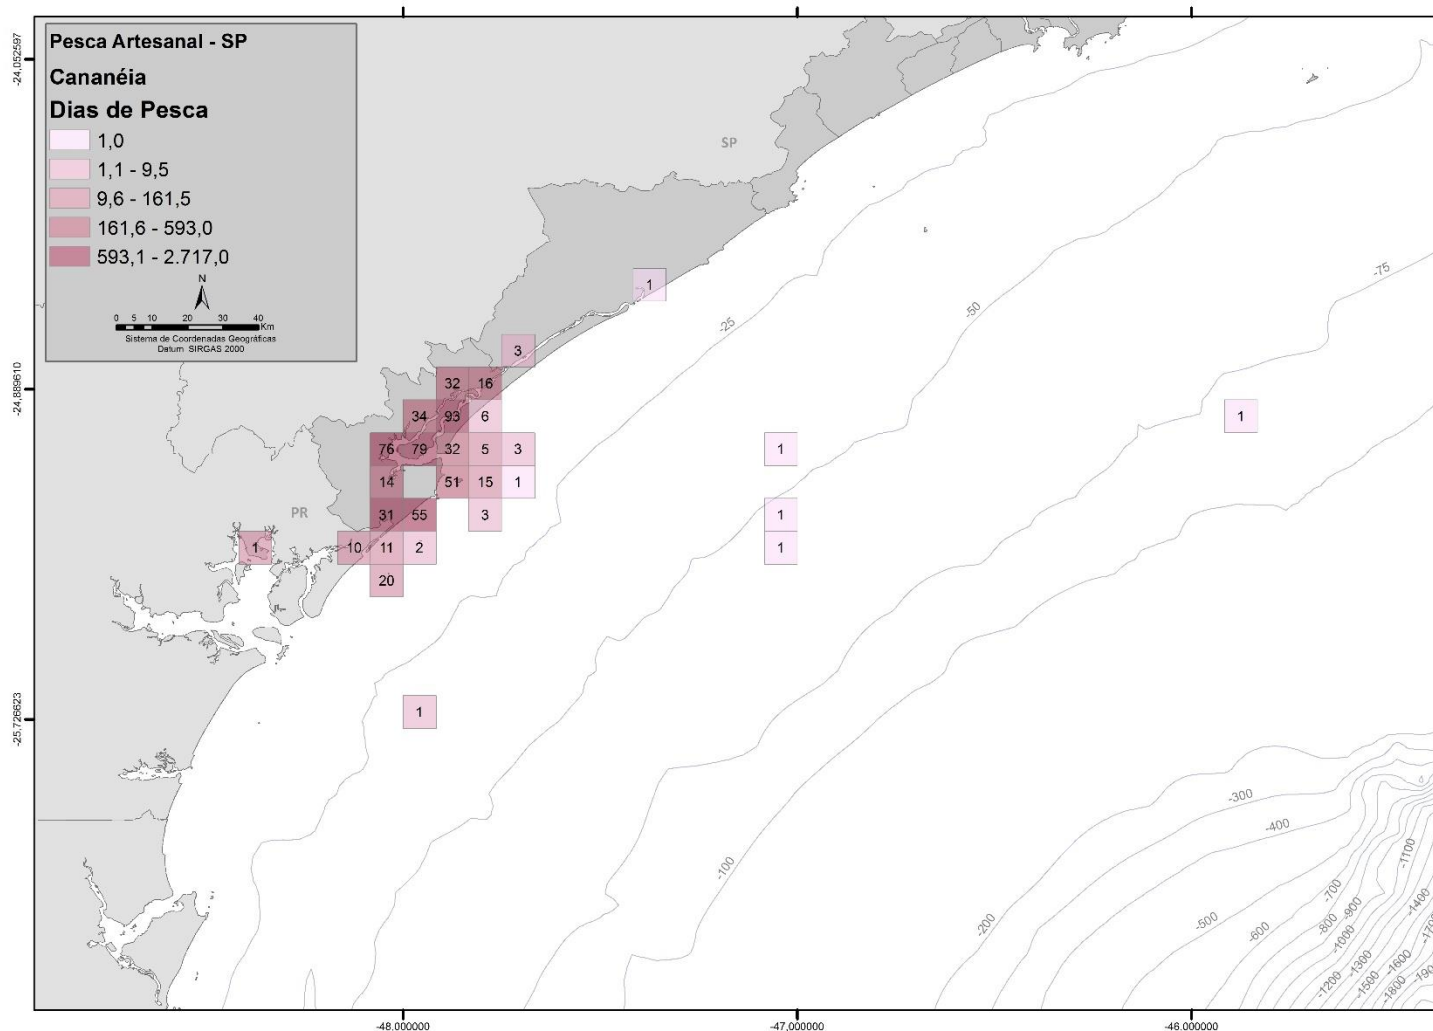 Pesca Artesanal - SP
Cananéia
Dias de Pesca
1,0
1,1 - 9,5
9,6 - 161,5
161,6 - 593,0
593,1 - 2.717,0
N
0 5 10 20 30 40 Km
Sistema de Coordenadas Geográficas
Datum SIRGAS 2000
-24,052597
-24,889610
-25,726623
SP
PR
1
3
32 16
34 93 6
1
76 79 32 5 3
1
14 51 15 1
31 55 3
1
1 10 11 2
1
20
1
-25
-50
-75
-100
-200
-300
-400
-500
-600
-700
-800
-900
-1000
-1100
-1200
-1300
-1400
-1500
-1600
-1800
-48,000000
-47,000000
-46,000000